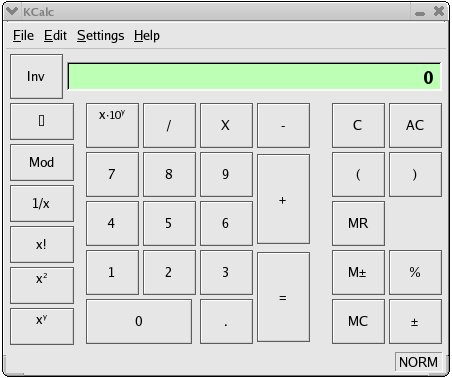 KCalc
File Edit Settings Help
Inv 0
x·10ʸ / X - C AC
Mod 7 8 9 + ( )
1/x 4 5 6 MR
x!
x² 1 2 3 = M± %
xʸ 0 . MC ±
NORM